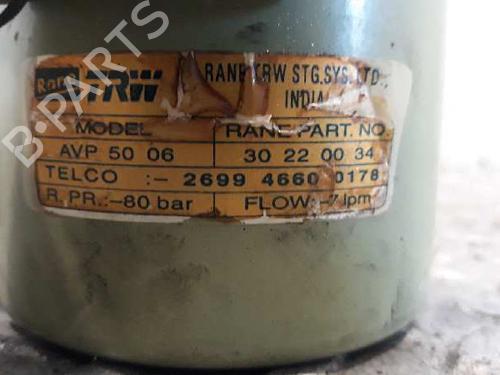 Rane TRW RANE TRW STG.SYS. LTD.,
INDIA
MODEL RANE PART. NO.
AVP 50 06 30 22 00 34
TELCO :- 2699 4660 0178
R. PR.:-80 bar FLOW:-7 lpm
B-PARTS